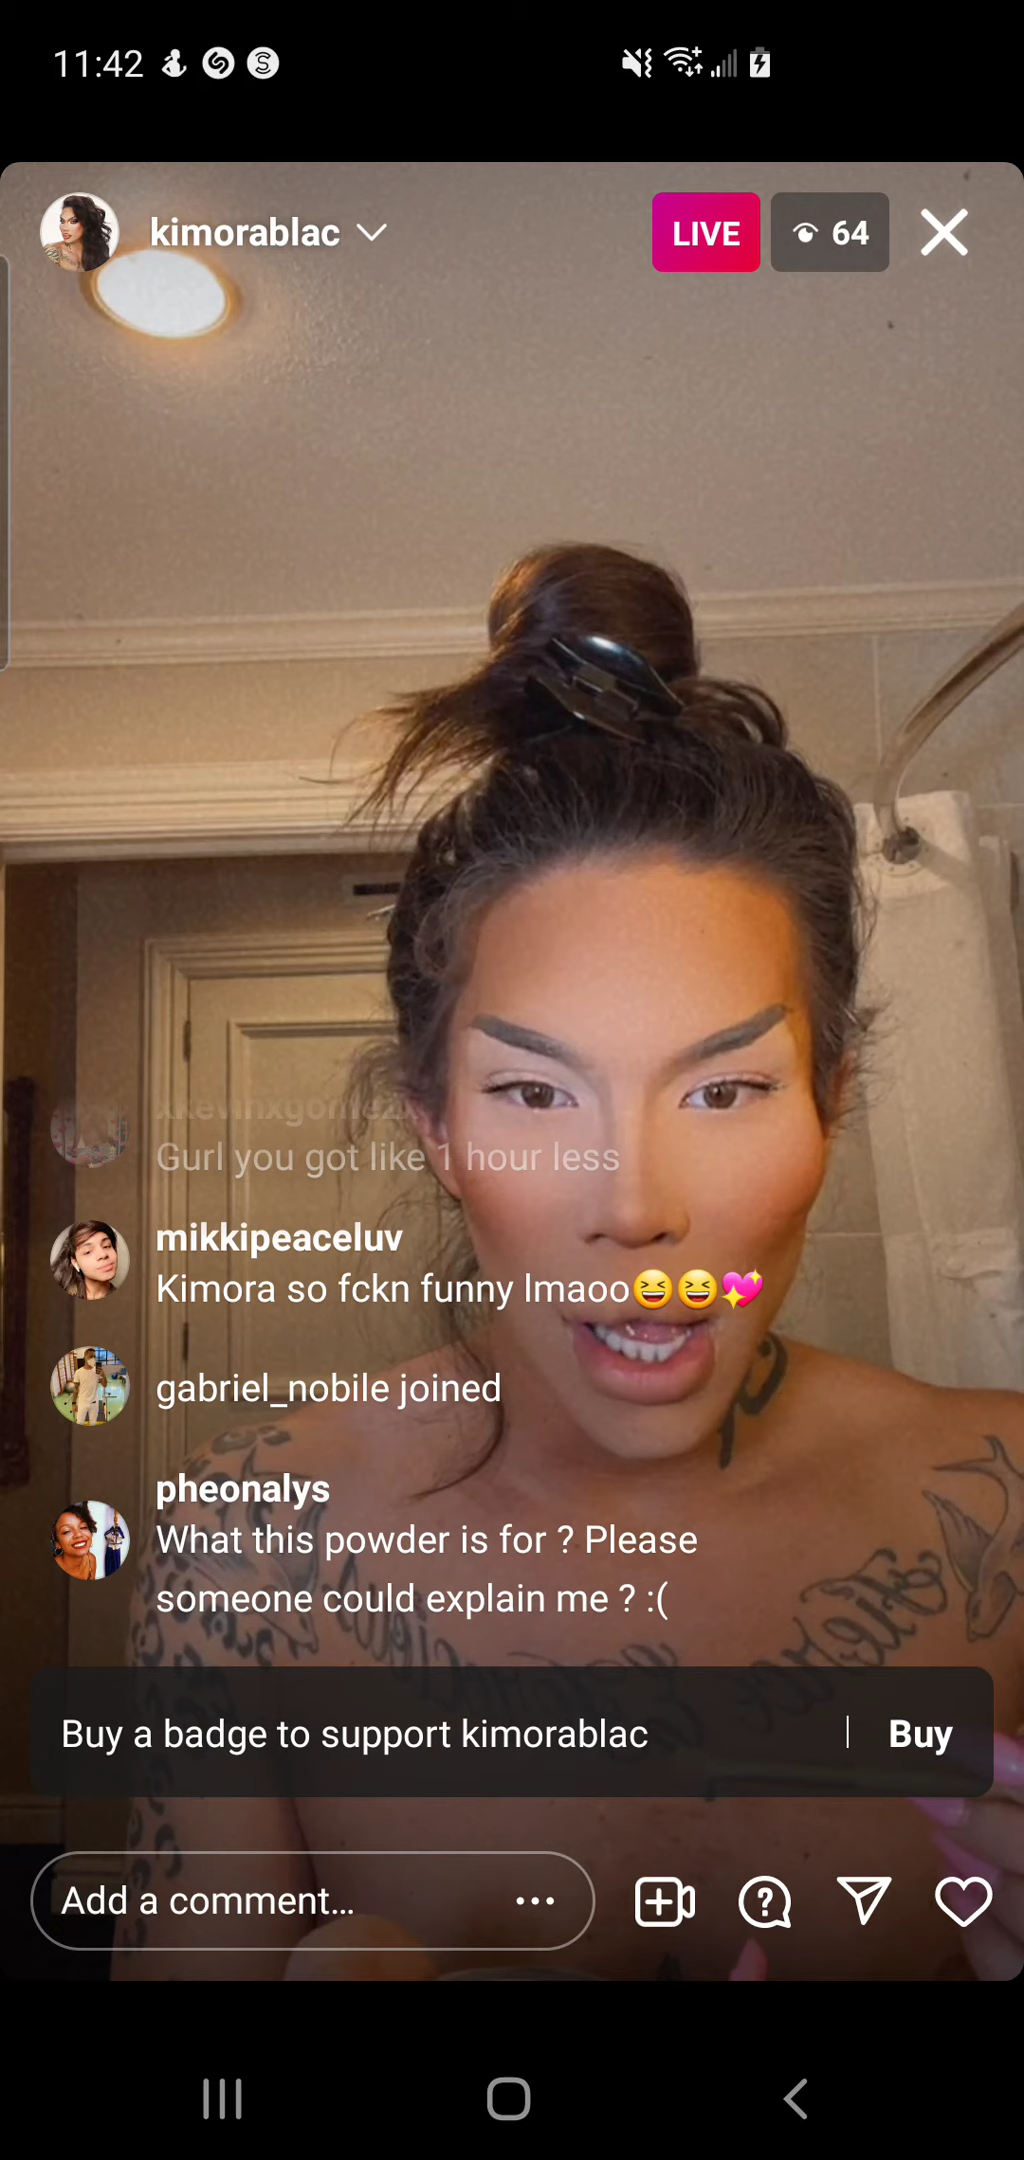 11:42
kimorablac
LIVE
64
xkevinxgomezx
Gurl you got like 1 hour less
mikkipeaceluv
Kimora so fckn funny lmaoo😆😆💖
gabriel_nobile joined
pheonalys
What this powder is for ? Please
someone could explain me ? :(
Buy a badge to support kimorablac | Buy
Add a comment...